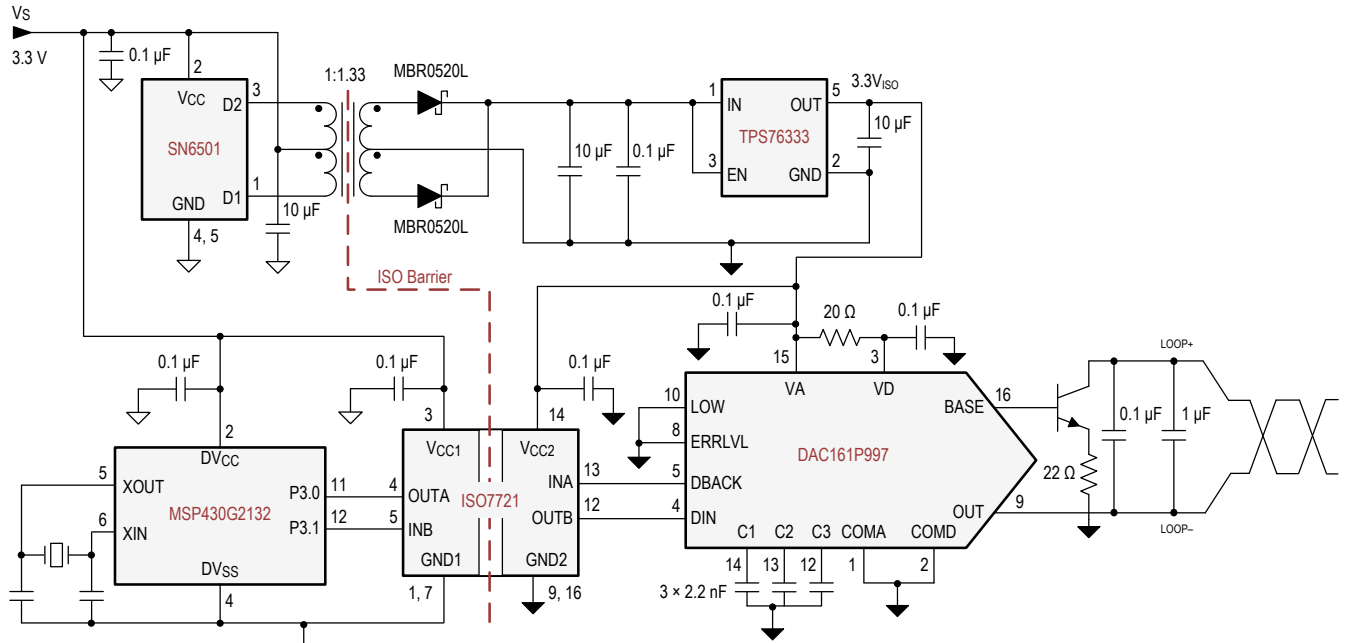 VS
3.3 V
0.1 µF
2
VCC
D2
3
SN6501
D1
1
GND
4, 5
10 µF
1:1.33
MBR0520L
MBR0520L
10 µF
0.1 µF
1
IN
OUT
5
TPS76333
3
EN
GND
2
3.3VISO
10 µF
ISO Barrier
0.1 µF
20 Ω
0.1 µF
0.1 µF
0.1 µF
0.1 µF
2
DVCC
5
XOUT
6
XIN
MSP430G2132
P3.0
11
P3.1
12
DVSS
4
3
14
VCC1
VCC2
4
OUTA
INA
13
ISO7721
5
INB
OUTB
12
GND1
GND2
1, 7
9, 16
15
3
VA
VD
10
LOW
BASE
16
8
ERRLVL
DAC161P997
5
DBACK
4
DIN
OUT
9
C1
C2
C3
COMA
COMD
14
13
12
1
2
3 × 2.2 nF
22 Ω
0.1 µF
1 µF
LOOP+
LOOP–